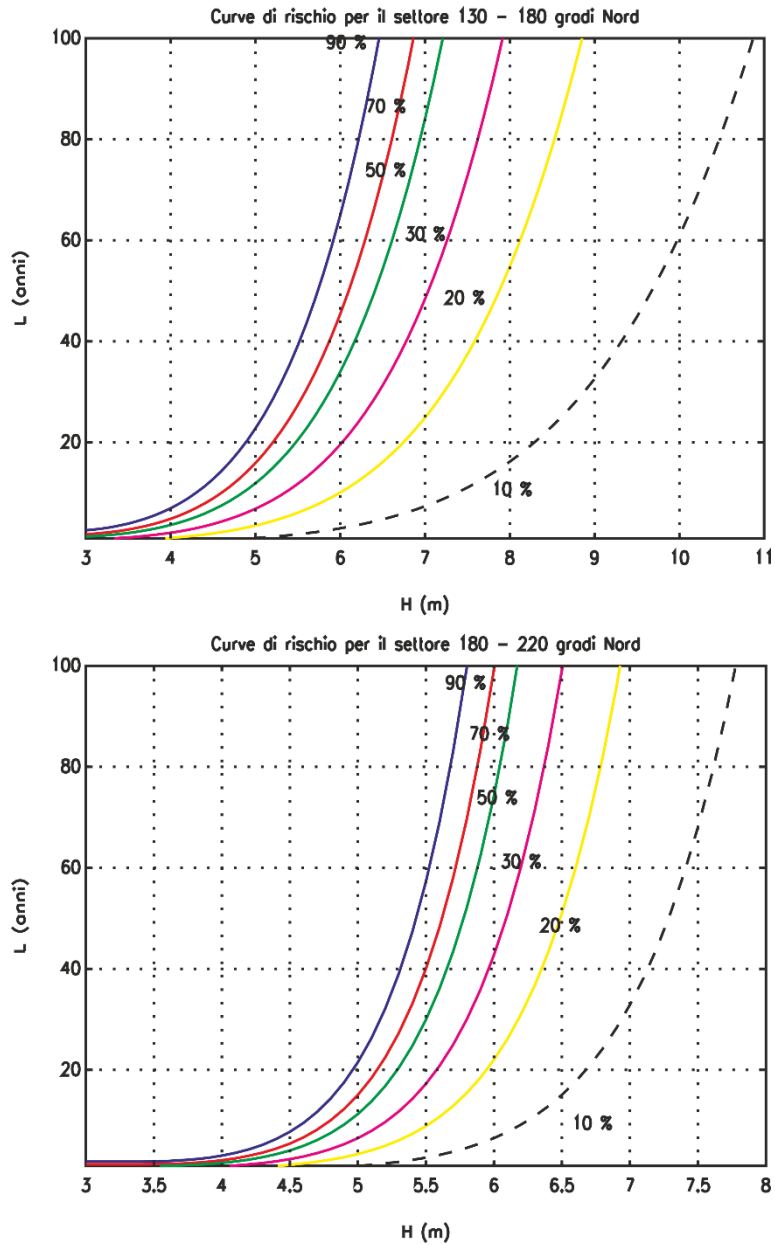 Curve di rischio per il settore 130 - 180 gradi Nord
100
90 %
70 %
80
50 %
60
30 %
L (anni)
20 %
40
20
10 %
3 4 5 6 7 8 9 10 11
H (m)
Curve di rischio per il settore 180 - 220 gradi Nord
100
90 %
70 %
80
50 %
60
30 %
L (anni)
20 %
40
20
10 %
3 3.5 4 4.5 5 5.5 6 6.5 7 7.5 8
H (m)